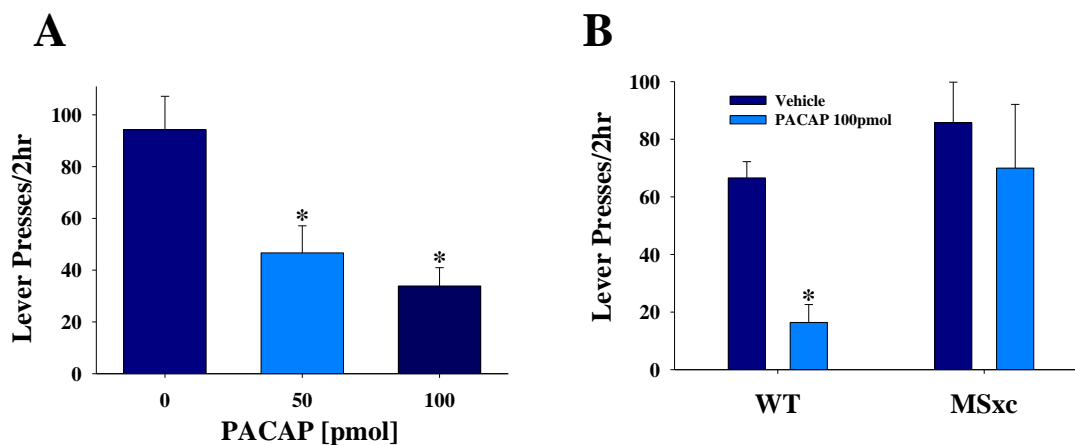 A
Lever Presses/2hr
100
80
60
40
20
0
*
*
0 50 100
PACAP [pmol]
B
Lever Presses/2hr
100
80
60
40
20
0
Vehicle
PACAP 100pmol
*
WT MSxc